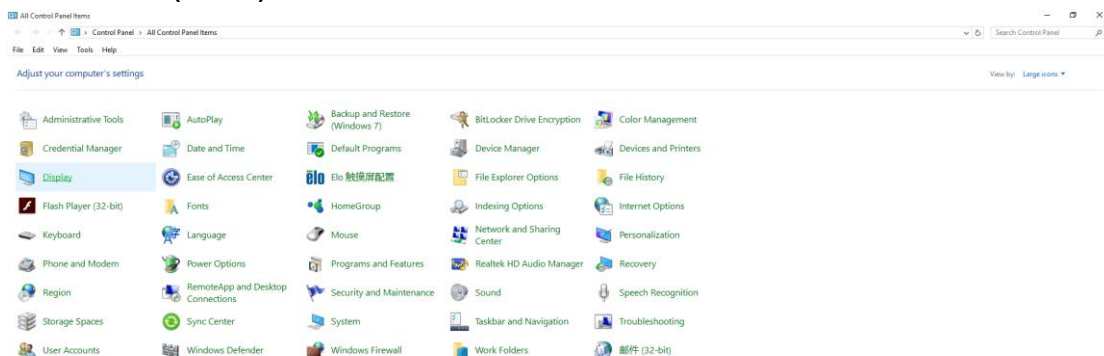 All Control Panel Items
Control Panel > All Control Panel Items
Search Control Panel
File Edit View Tools Help
Adjust your computer's settings
View by: Large icons
Administrative Tools
AutoPlay
Backup and Restore
(Windows 7)
BitLocker Drive Encryption
Color Management
Credential Manager
Date and Time
Default Programs
Device Manager
Devices and Printers
Display
Ease of Access Center
elo
Elo 触摸屏配置
File Explorer Options
File History
Flash Player (32-bit)
Fonts
HomeGroup
Indexing Options
Internet Options
Keyboard
Language
Mouse
Network and Sharing
Center
Personalization
Phone and Modem
Power Options
Programs and Features
Realtek HD Audio Manager
Recovery
Region
RemoteApp and Desktop
Connections
Security and Maintenance
Sound
Speech Recognition
Storage Spaces
Sync Center
System
Taskbar and Navigation
Troubleshooting
User Accounts
Windows Defender
Windows Firewall
Work Folders
邮件 (32-bit)